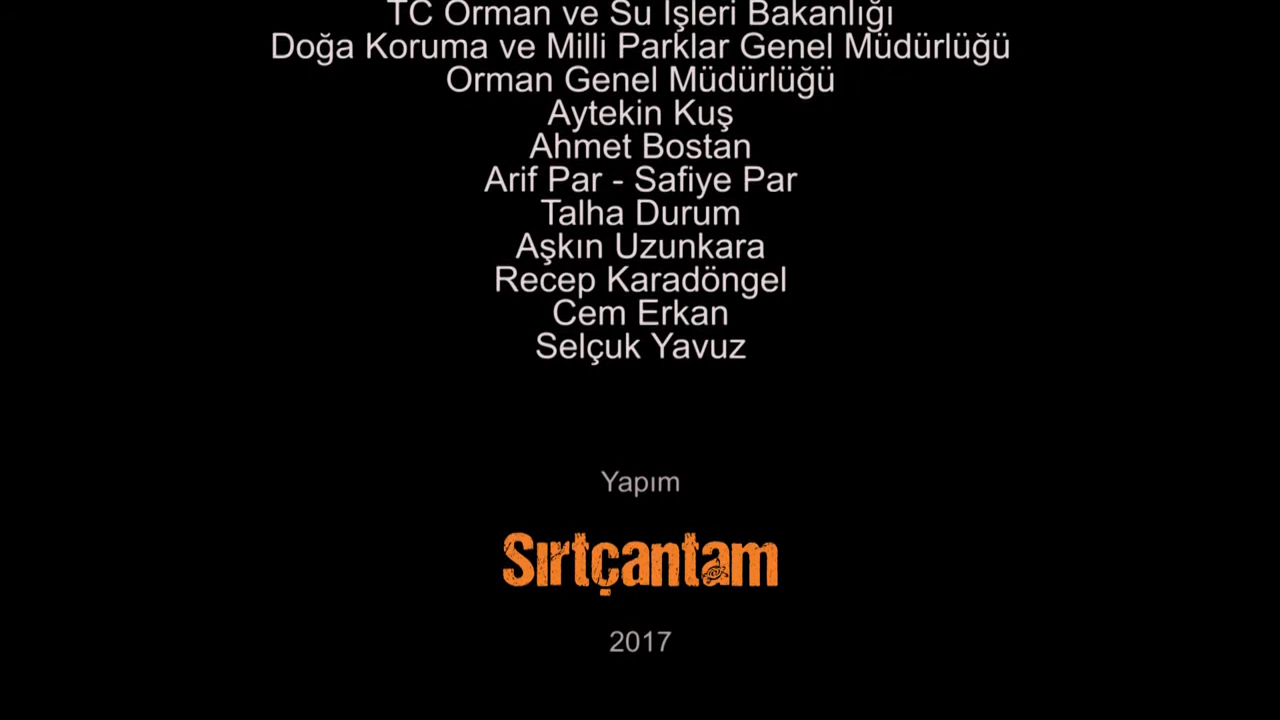 TC Orman ve Su İşleri Bakanlığı
Doğa Koruma ve Milli Parklar Genel Müdürlüğü
Orman Genel Müdürlüğü
Aytekin Kuş
Ahmet Bostan
Arif Par - Safiye Par
Talha Durum
Aşkın Uzunkara
Recep Karadöngel
Cem Erkan
Selçuk Yavuz
Yapım
Sırtçantam
2017